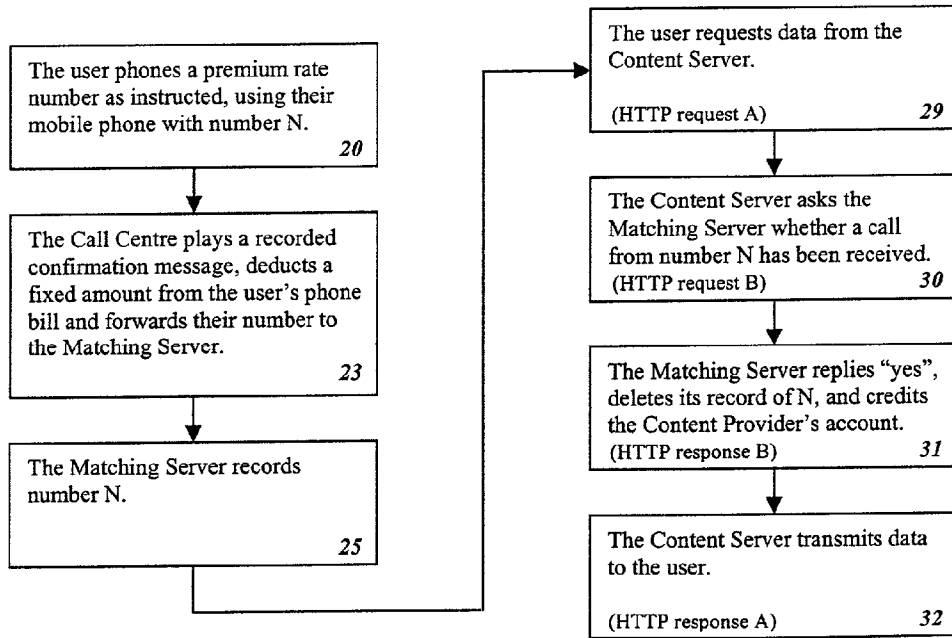 The user phones a premium rate
number as instructed, using their
mobile phone with number N.
20
The Call Centre plays a recorded
confirmation message, deducts a
fixed amount from the user's phone
bill and forwards their number to
the Matching Server.
23
The Matching Server records
number N.
25
The user requests data from the
Content Server.
(HTTP request A) 29
The Content Server asks the
Matching Server whether a call
from number N has been received.
(HTTP request B) 30
The Matching Server replies “yes”,
deletes its record of N, and credits
the Content Provider's account.
(HTTP response B) 31
The Content Server transmits data
to the user.
(HTTP response A) 32